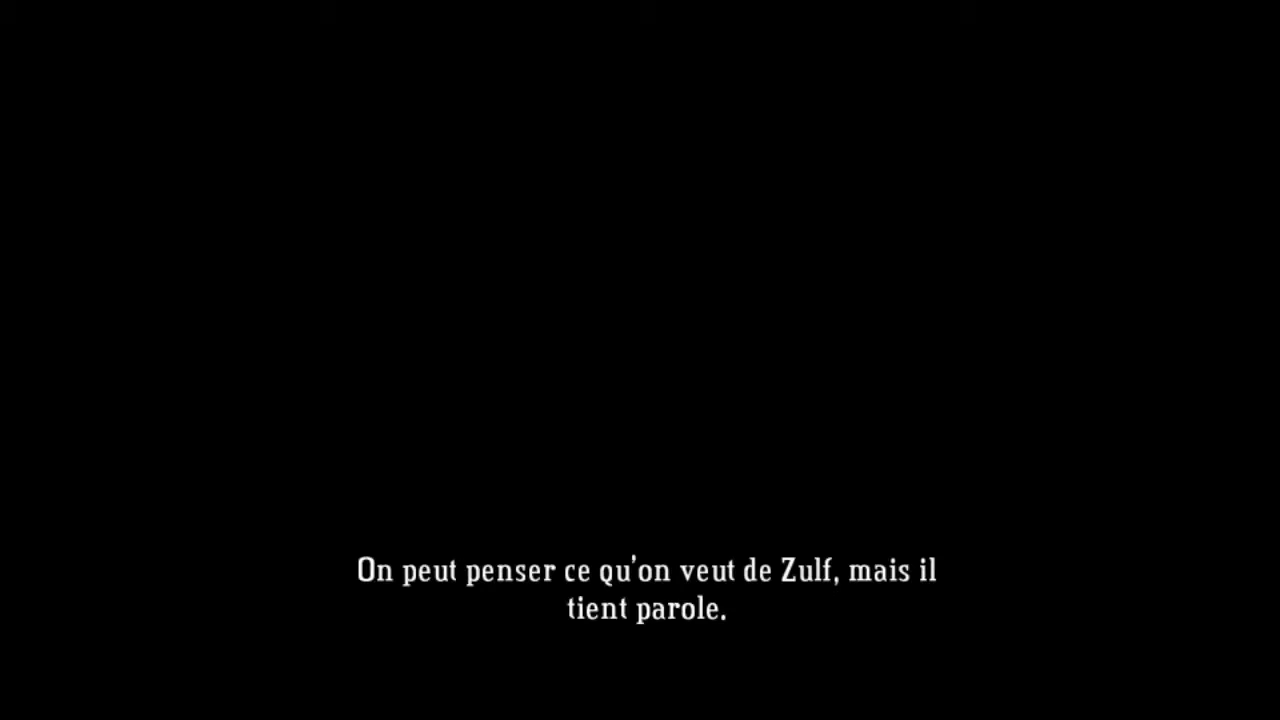 On peut penser ce qu'on veut de Zulf, mais il
tient parole.